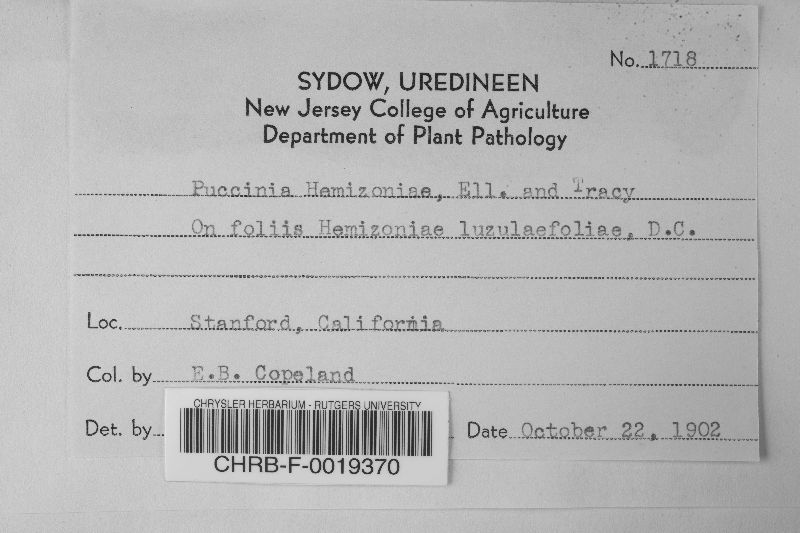 No. 1718
SYDOW, UREDINEEN
New Jersey College of Agriculture
Department of Plant Pathology
Puccinia Hemizoniae, Ell. and Tracy
On foliis Hemizoniae luzulaefoliae, D.C.
Loc. Stanford, California
Col. by E.B. Copeland
Det. by Date October 22, 1902
CHRYSLER HERBARIUM - RUTGERS UNIVERSITY
CHRB-F-0019370